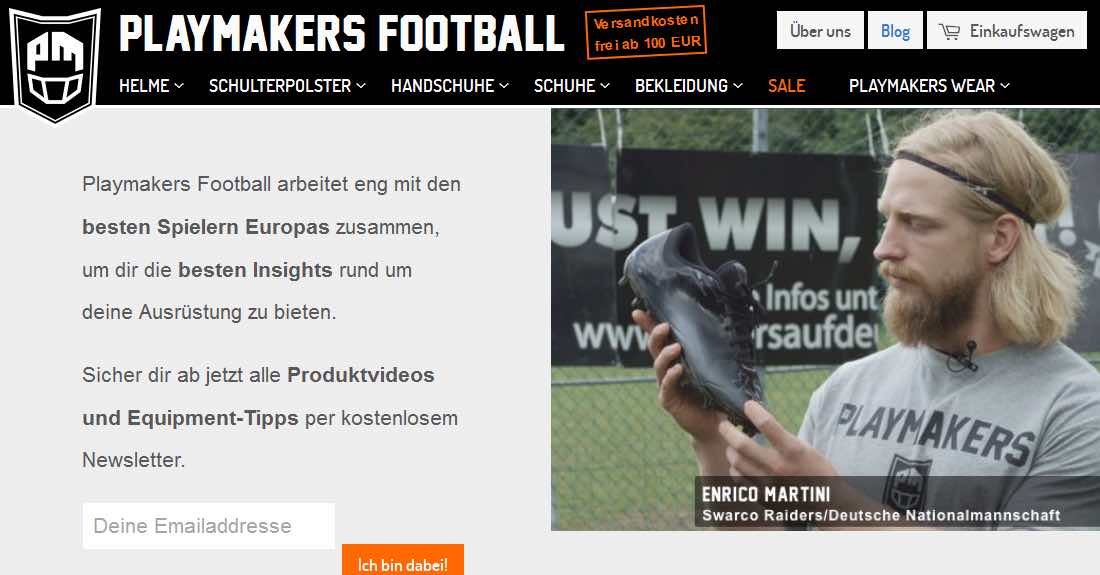 PM
PLAYMAKERS FOOTBALL
Versandkosten
frei ab 100 EUR
Über uns
Blog
Einkaufswagen
HELME
SCHULTERPOLSTER
HANDSCHUHE
SCHUHE
BEKLEIDUNG
SALE
PLAYMAKERS WEAR
Playmakers Football arbeitet eng mit den
besten Spielern Europas zusammen,
um dir die besten Insights rund um
deine Ausrüstung zu bieten.
Sicher dir ab jetzt alle Produktvideos
und Equipment-Tipps per kostenlosem
Newsletter.
Deine Emailaddresse
Ich bin dabei!
UST WIN,
Infos unt
www.
rsaufde
PLAYMAKERS
ENRICO MARTINI
Swarco Raiders/Deutsche Nationalmannschaft